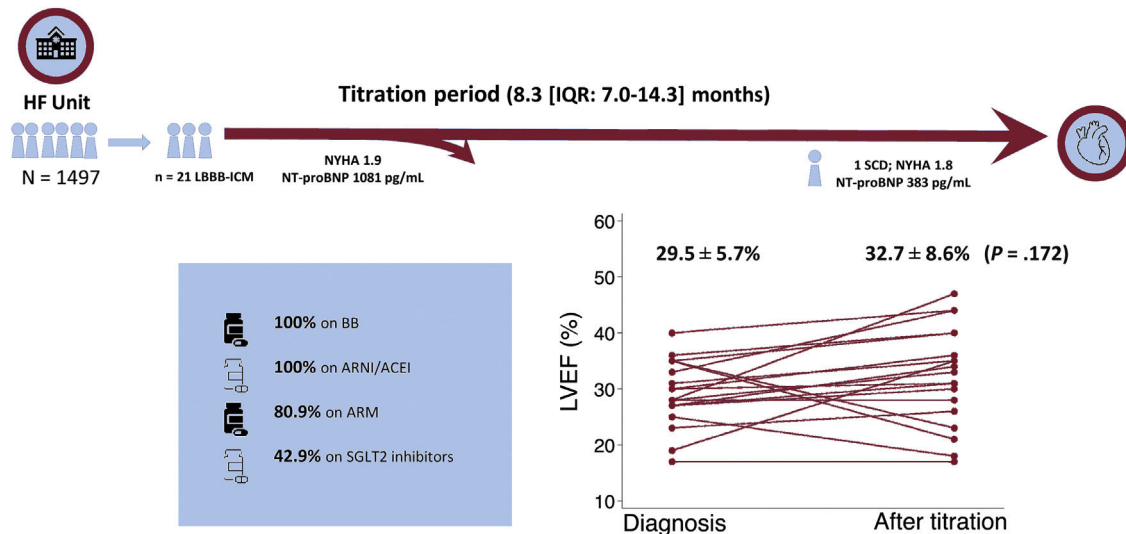 HF Unit
N = 1497
n = 21 LBBB-ICM
Titration period (8.3 [IQR: 7.0-14.3] months)
NYHA 1.9
NT-proBNP 1081 pg/mL
1 SCD; NYHA 1.8
NT-proBNP 383 pg/mL
100% on BB
100% on ARNI/ACEI
80.9% on ARM
42.9% on SGLT2 inhibitors
29.5 ± 5.7%
32.7 ± 8.6% (P = .172)
LVEF (%)
60
50
40
30
20
10
Diagnosis
After titration